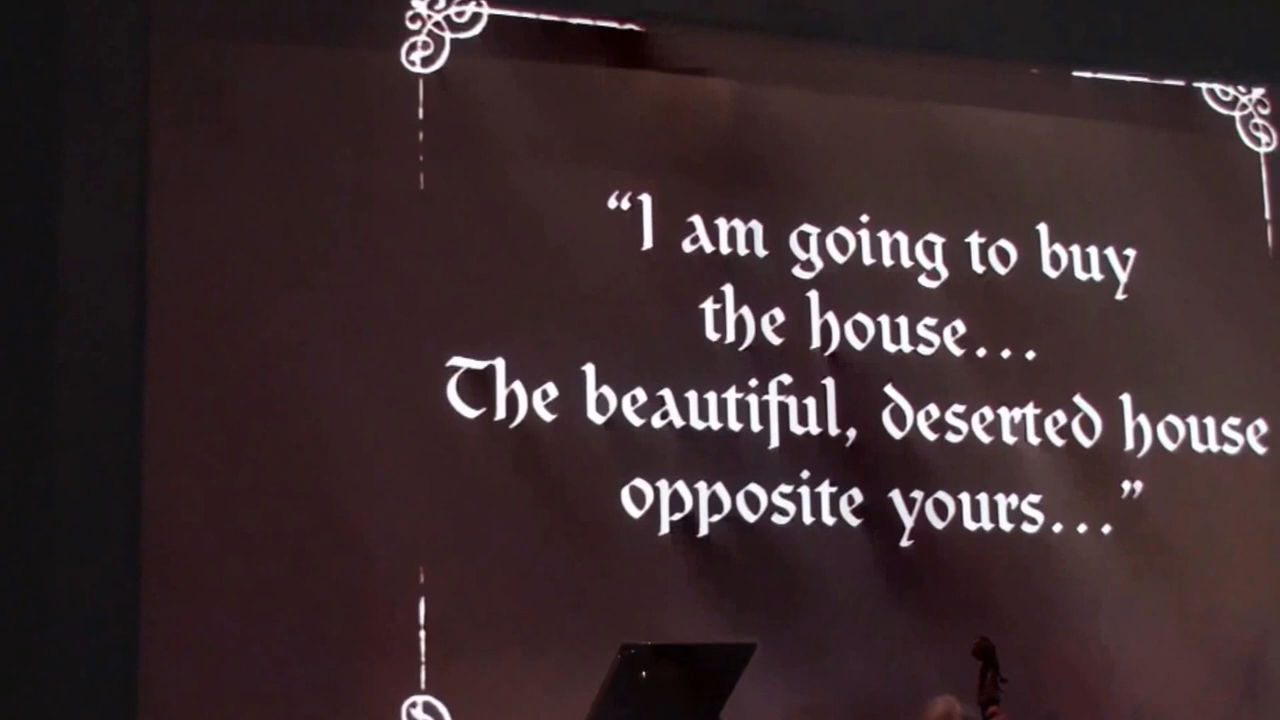 “I am going to buy
the house...
The beautiful, deserted house
opposite yours...”